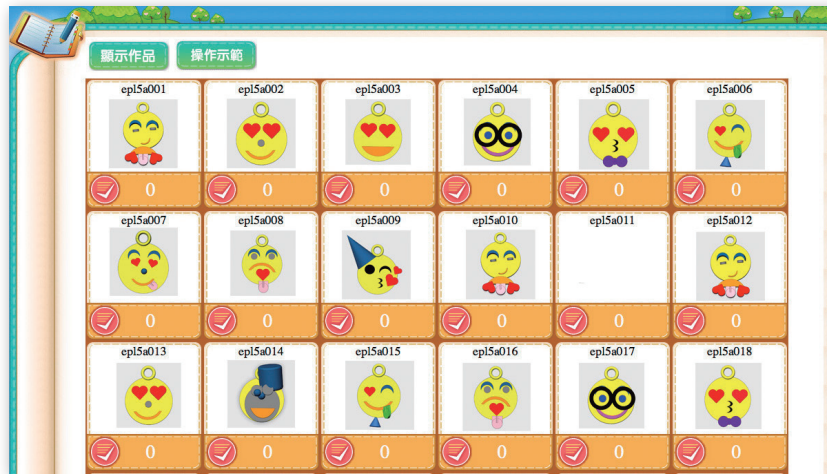 顯示作品 操作示範
epl5a001 epl5a002 epl5a003 epl5a004 epl5a005 epl5a006
0 0 0 0 0 0
epl5a007 epl5a008 epl5a009 epl5a010 epl5a011 epl5a012
0 0 0 0 0 0
epl5a013 epl5a014 epl5a015 epl5a016 epl5a017 epl5a018
0 0 0 0 0 0